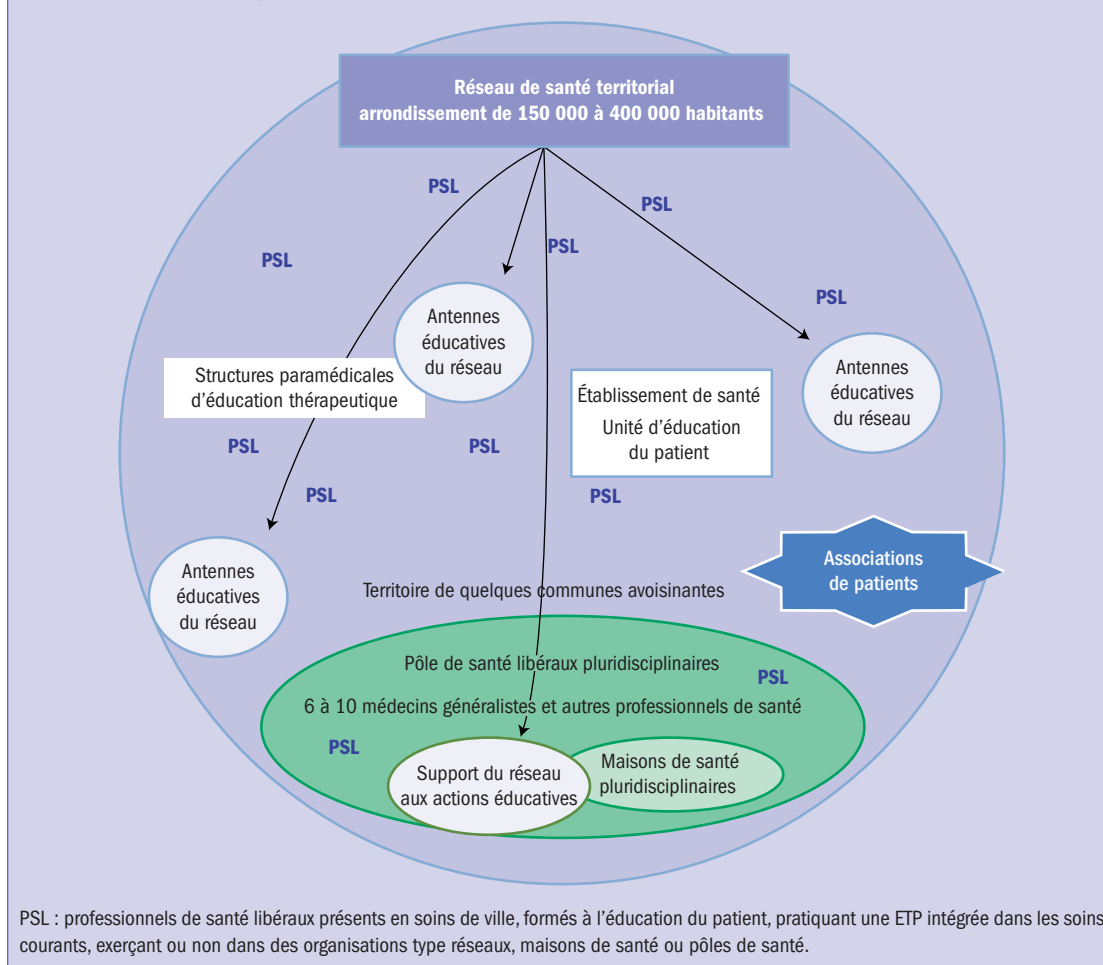 Réseau de santé territorial
arrondissement de 150 000 à 400 000 habitants
PSL
PSL
PSL
PSL
PSL
Antennes
éducatives
du réseau
Antennes
éducatives
du réseau
Structures paramédicales
d'éducation thérapeutique
Établissement de santé
Unité d'éducation
du patient
PSL
PSL
PSL
PSL
Associations
de patients
Antennes
éducatives
du réseau
Territoire de quelques communes avoisinantes
Pôle de santé libéraux pluridisciplinaires
PSL
6 à 10 médecins généralistes et autres professionnels de santé
PSL
Support du réseau
aux actions éducatives
Maisons de santé
pluridisciplinaires
PSL : professionnels de santé libéraux présents en soins de ville, formés à l'éducation du patient, pratiquant une ETP intégrée dans les soins
courants, exerçant ou non dans des organisations type réseaux, maisons de santé ou pôles de santé.